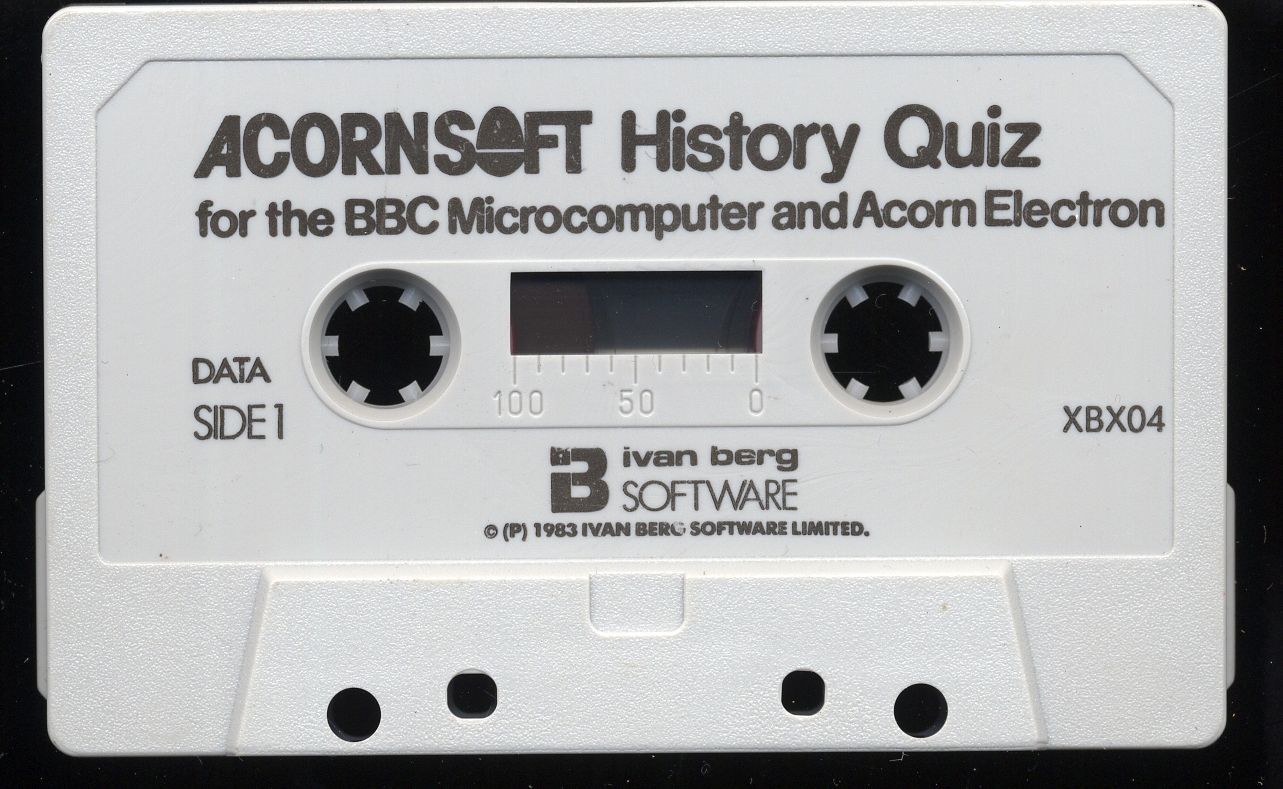 ACORNSOFT History Quiz
for the BBC Microcomputer and Acorn Electron
DATA
SIDE 1
100 50 0
XBX04
iB ivan berg
SOFTWARE
© (P) 1983 IVAN BERG SOFTWARE LIMITED.